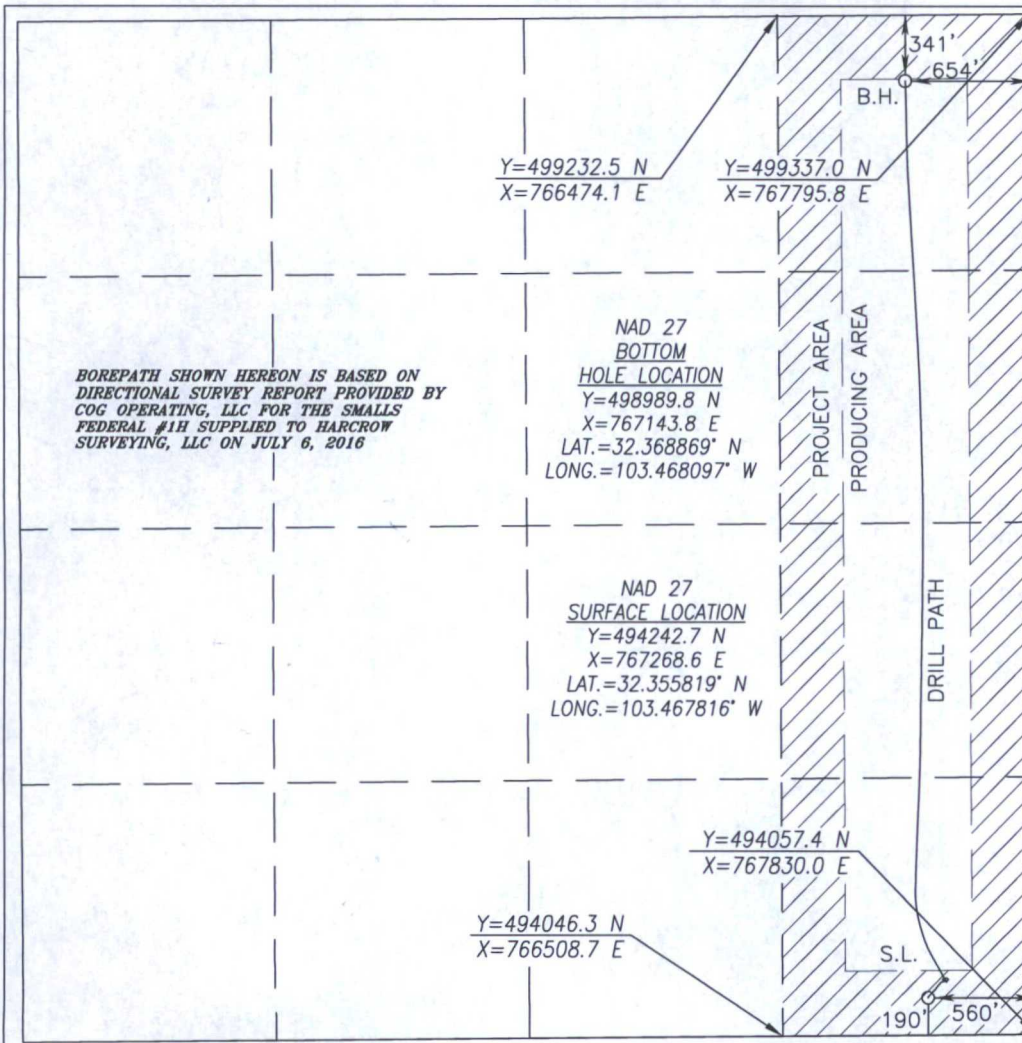 341'
654'
B.H.
Y=499232.5 N
X=766474.1 E
Y=499337.0 N
X=767795.8 E
BOREPATH SHOWN HEREON IS BASED ON
DIRECTIONAL SURVEY REPORT PROVIDED BY
COG OPERATING, LLC FOR THE SMALLS
FEDERAL #1H SUPPLIED TO HARCROW
SURVEYING, LLC ON JULY 6, 2016
NAD 27
BOTTOM
HOLE LOCATION
Y=498989.8 N
X=767143.8 E
LAT.=32.368869° N
LONG.=103.468097° W
PROJECT AREA
PRODUCING AREA
NAD 27
SURFACE LOCATION
Y=494242.7 N
X=767268.6 E
LAT.=32.355819° N
LONG.=103.467816° W
DRILL PATH
Y=494057.4 N
X=767830.0 E
Y=494046.3 N
X=766508.7 E
S.L.
190'
560'